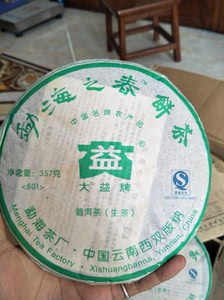 勐海之春餅茶
中国名牌农产品
益
大益牌
净含量: 357克
<801>
普洱茶(生茶)
勐海茶厂·中国云南西双版纳
Menghai Tea Factory · Xishuangbanna, Yunnan, China